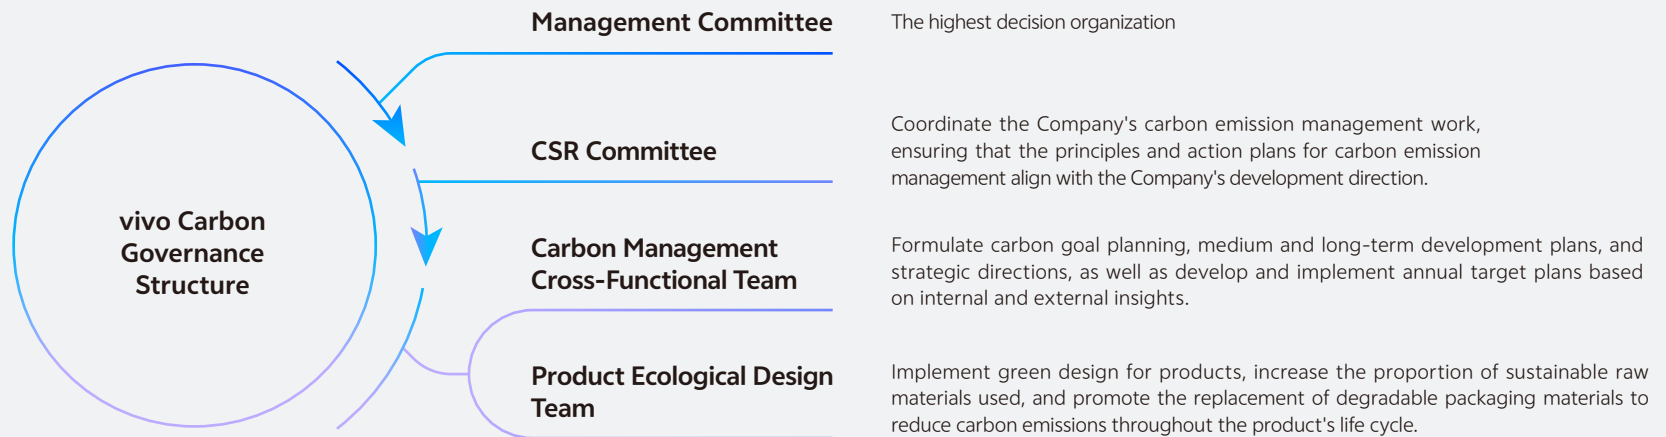 vivo Carbon
Governance
Structure
Management Committee
The highest decision organization
CSR Committee
Coordinate the Company's carbon emission management work,
ensuring that the principles and action plans for carbon emission
management align with the Company's development direction.
Carbon Management
Cross-Functional Team
Formulate carbon goal planning, medium and long-term development plans, and
strategic directions, as well as develop and implement annual target plans based
on internal and external insights.
Product Ecological Design
Team
Implement green design for products, increase the proportion of sustainable raw
materials used, and promote the replacement of degradable packaging materials to
reduce carbon emissions throughout the product's life cycle.